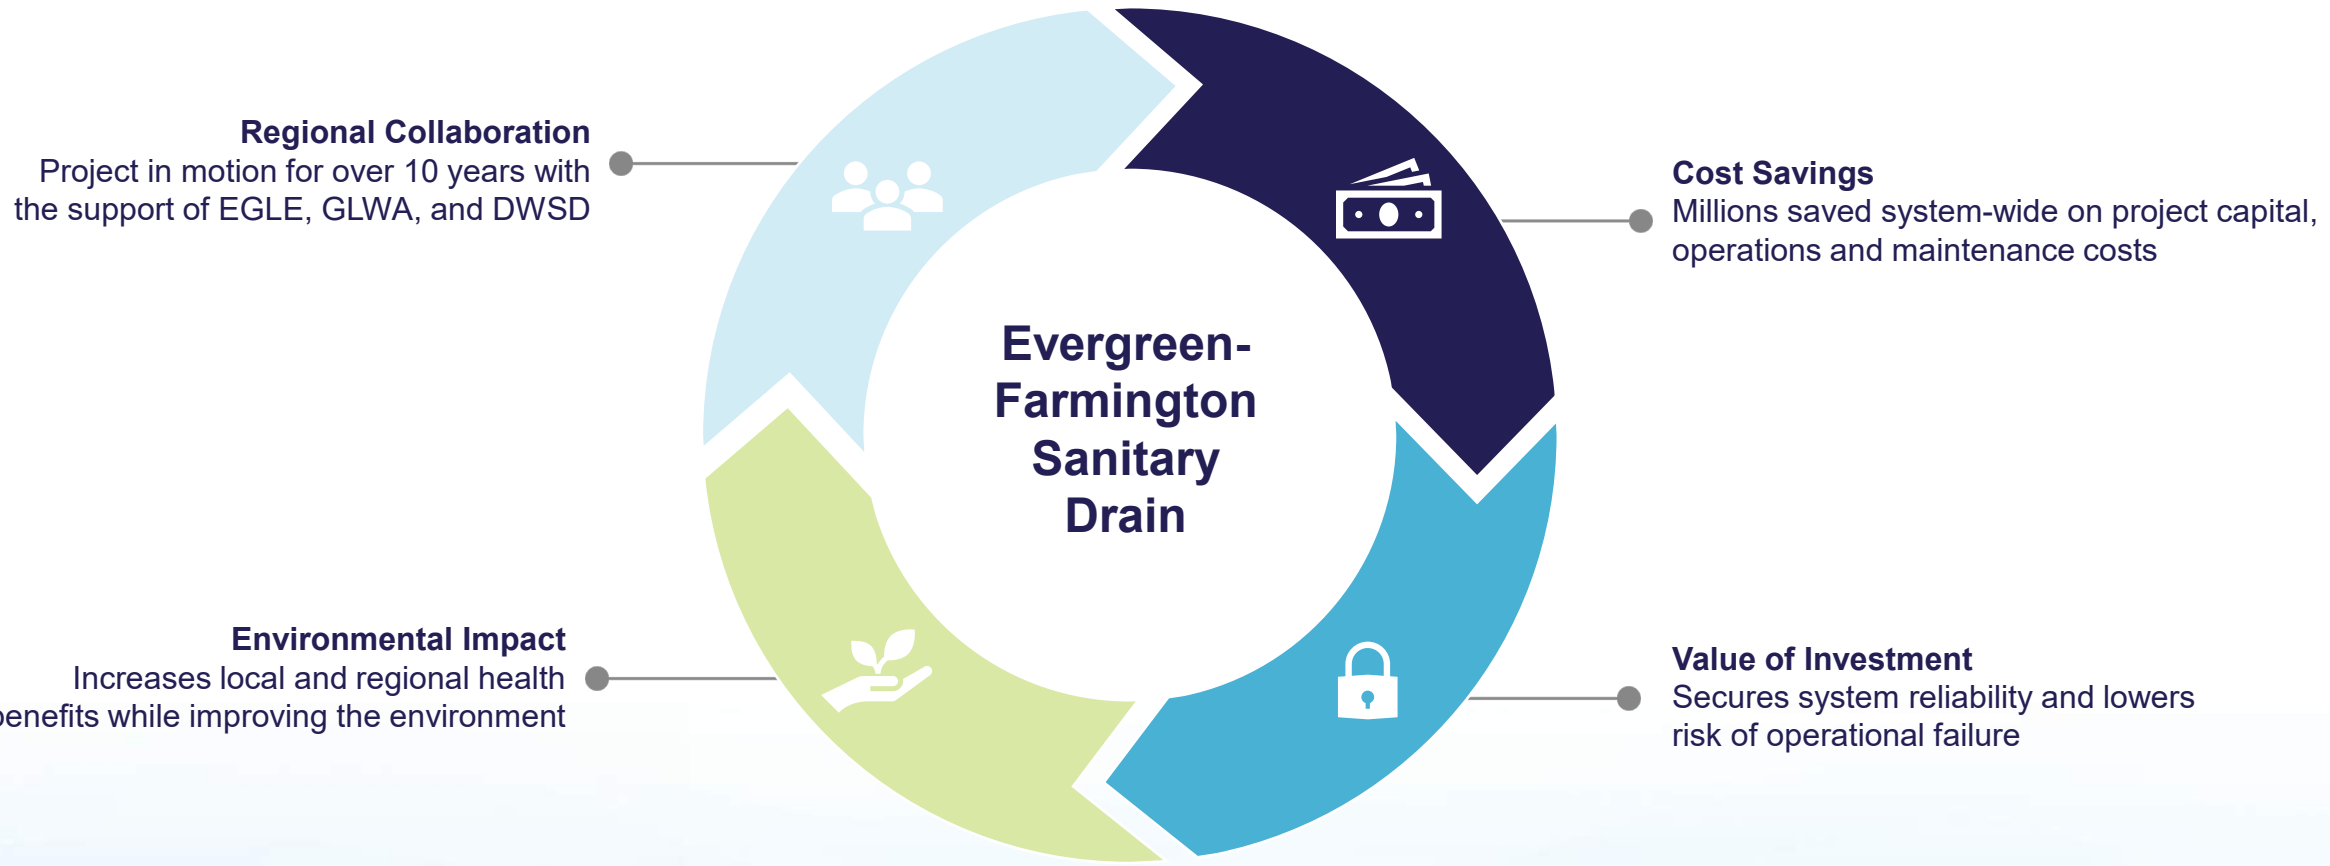 Regional Collaboration
Project in motion for over 10 years with
the support of EGLE, GLWA, and DWSD
Cost Savings
Millions saved system-wide on project capital,
operations and maintenance costs
Evergreen-
Farmington
Sanitary
Drain
Environmental Impact
Increases local and regional health
benefits while improving the environment
Value of Investment
Secures system reliability and lowers
risk of operational failure